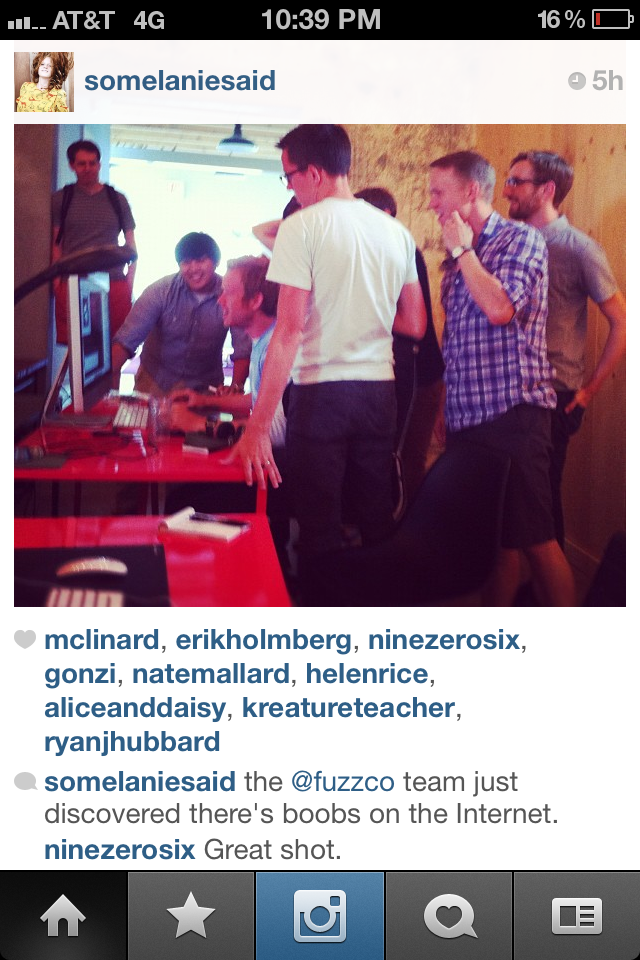 AT&T 4G 10:39 PM 16%
somelaniesaid 5h
mclinard, erikholmberg, ninezerosix,
gonzi, natemallard, helenrice,
aliceanddaisy, kreatureteacher,
ryanjhubbard
somelaniesaid the @fuzzco team just
discovered there's boobs on the Internet.
ninezerosix Great shot.